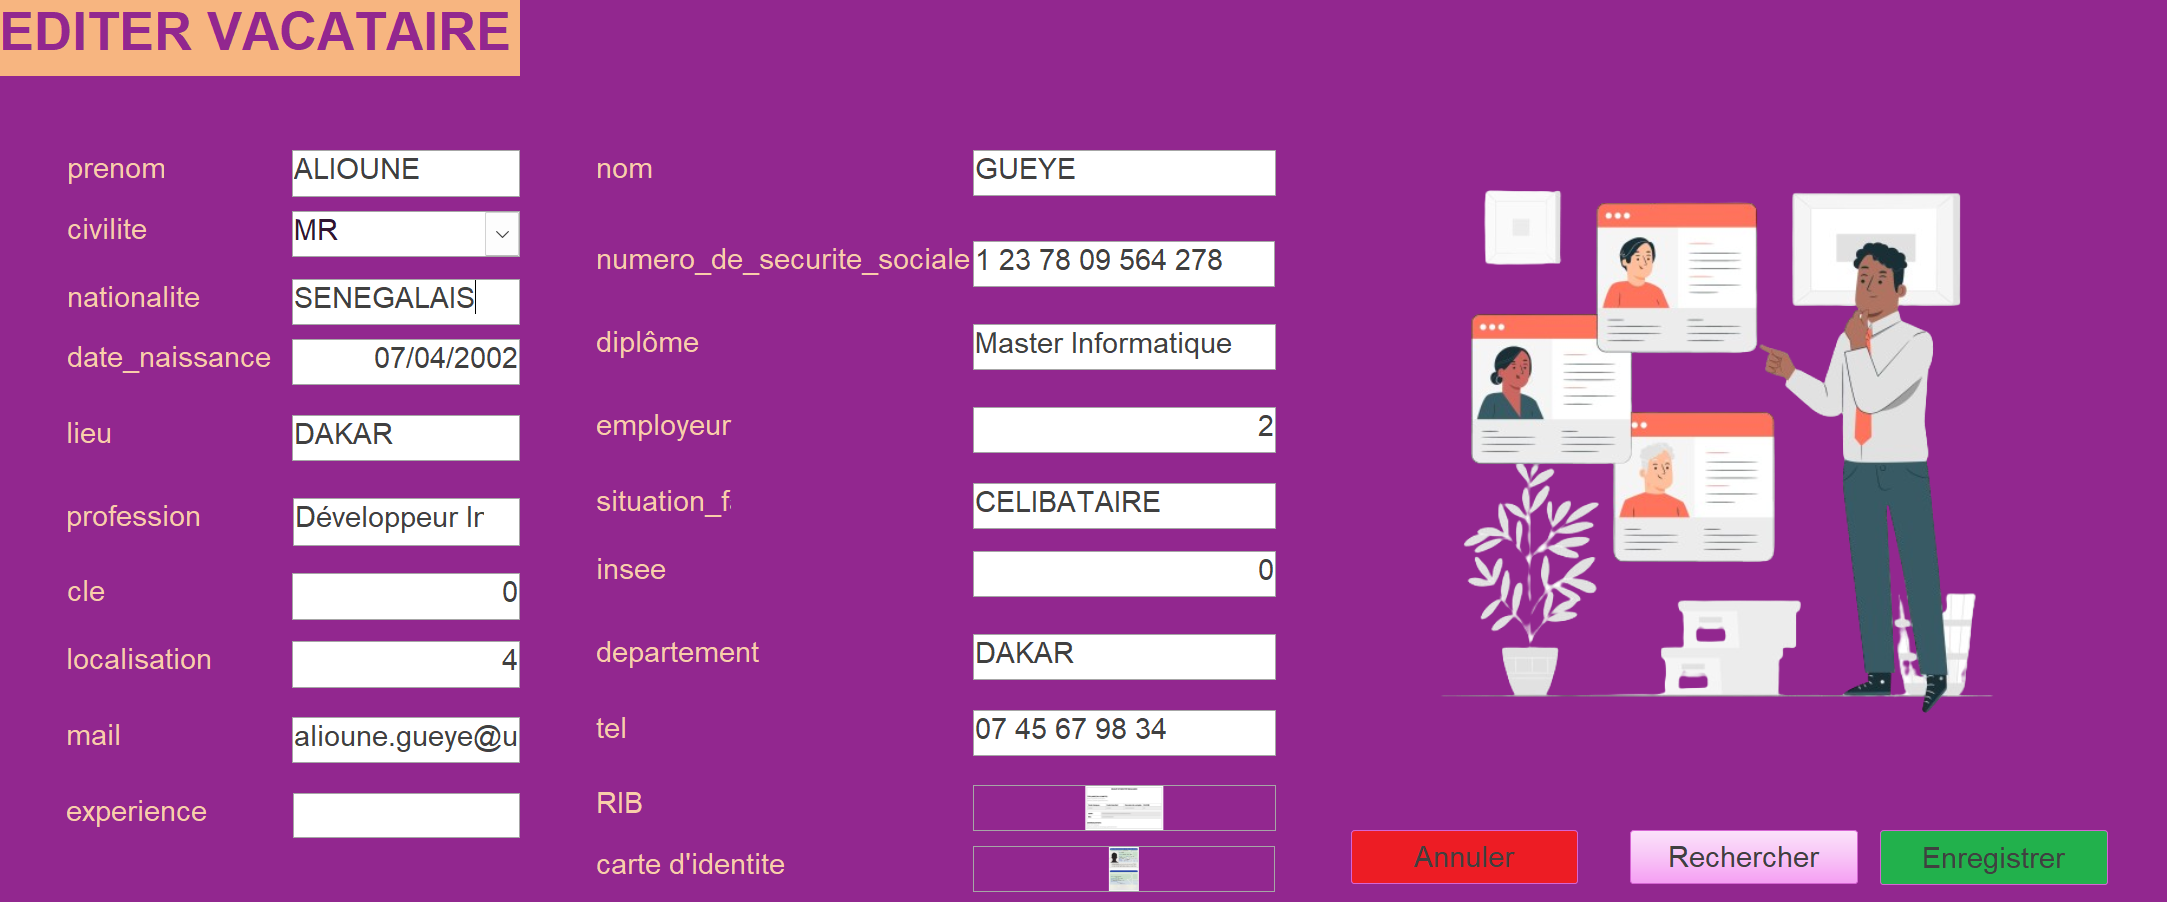 EDITER VACATAIRE
prenom ALIOUNE nom GUEYE
civilite MR
numero_de_securite_sociale 1 23 78 09 564 278
nationalite SENEGALAIS
diplôme Master Informatique
date_naissance 07/04/2002
employeur 2
lieu DAKAR
situation_f CELIBATAIRE
profession Développeur Ir
insee 0
cle 0
departement DAKAR
localisation 4
tel 07 45 67 98 34
mail alioune.gueye@u
RIB
experience
carte d'identite
Annuler Rechercher Enregistrer